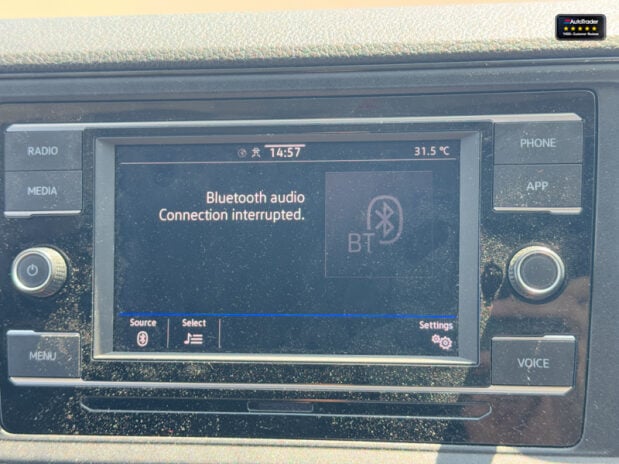 AutoTrader
RADIO
MEDIA
MENU
14:57
31.5 °C
Bluetooth audio
Connection interrupted.
BT
Source
Select
Settings
PHONE
APP
VOICE